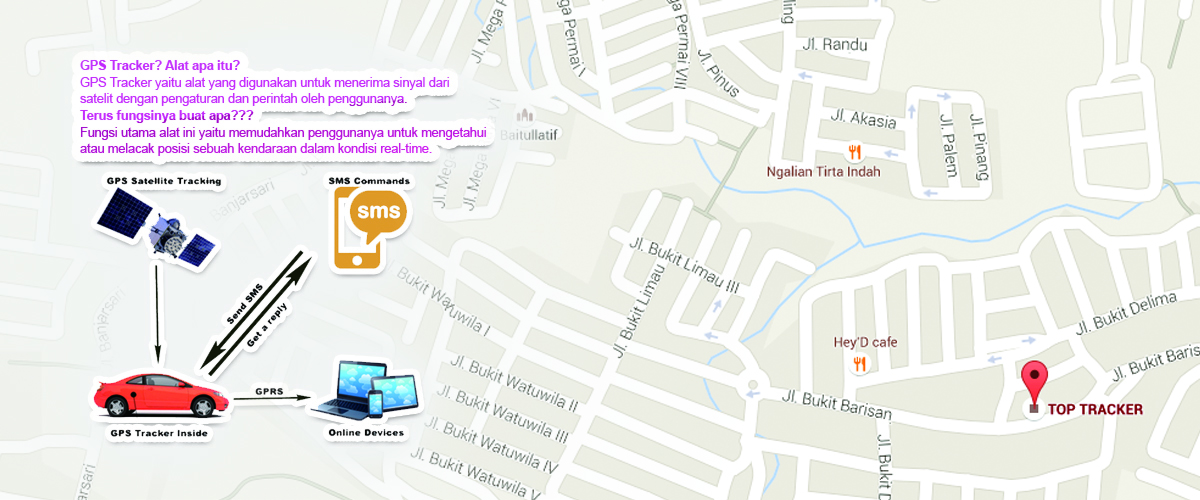 GPS Tracker? Alat apa itu?
GPS Tracker yaitu alat yang digunakan untuk menerima sinyal dari
satelit dengan pengaturan dan perintah oleh penggunanya.
Terus fungsinya buat apa???
Fungsi utama alat ini yaitu memudahkan penggunanya untuk mengetahui
atau melacak posisi sebuah kendaraan dalam kondisi real-time.
GPS Satellite Tracking
SMS Commands
sms
Send SMS
Get a reply
GPRS
GPS Tracker Inside
Online Devices
Jl. Mega
Permai
Permai VIII
Jl. Pinus
Jl. Randu
Jl. Akasia
Jl. Palem
Jl. Pinang
Baitullatif
Jl. Mega
Ngalian Tirta Indah
Banjarsari
Banjarsari
Jl. Bukit Limau III
Jl. Bukit Limau
Bukit Watuwila I
Jl. Bukit Watuwila II
Jl. Bukit Watuwila III
Jl. Bukit Watuwila IV
Jl. Bukit Watuwila V
Hey'D cafe
Jl. Bukit Delima
Jl. Bukit Baris
Jl. Bukit Barisan
Jl. Bukit D
TOP TRACKER